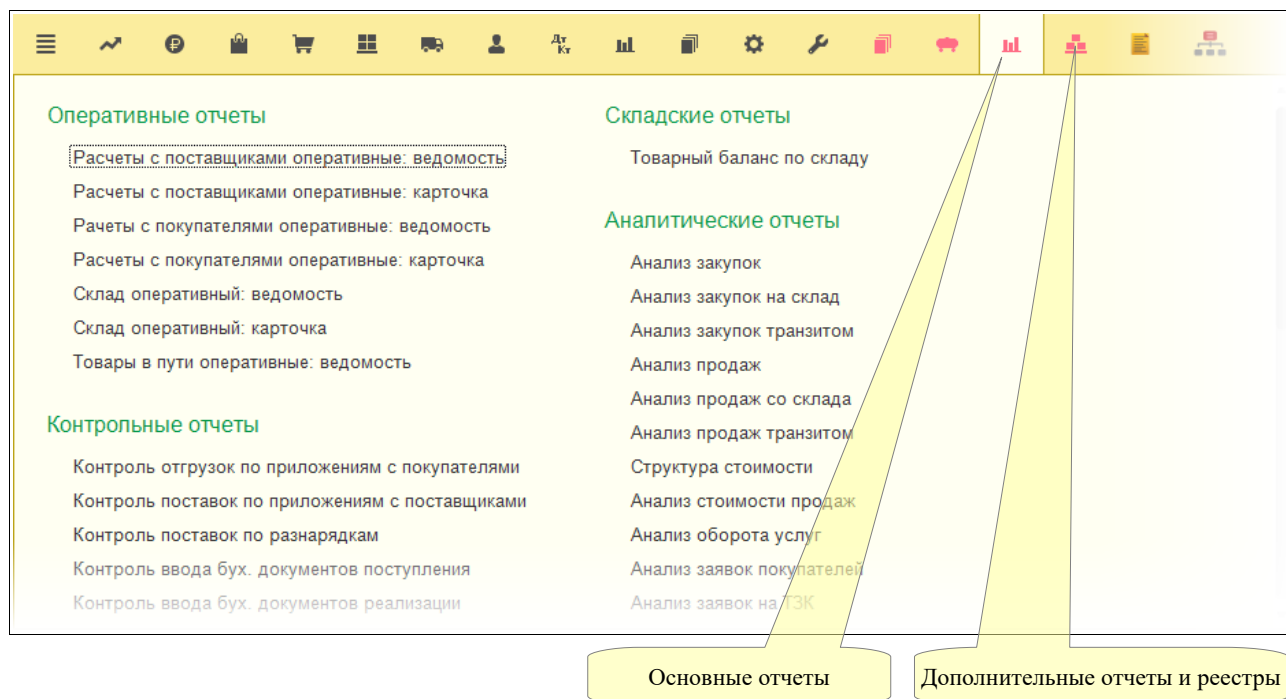 Дт
Кт
Оперативные отчеты
Расчеты с поставщиками оперативные: ведомость
Расчеты с поставщиками оперативные: карточка
Рачеты с покупателями оперативные: ведомость
Расчеты с покупателями оперативные: карточка
Склад оперативный: ведомость
Склад оперативный: карточка
Товары в пути оперативные: ведомость
Контрольные отчеты
Контроль отгрузок по приложениям с покупателями
Контроль поставок по приложениям с поставщиками
Контроль поставок по разнарядкам
Контроль ввода бух. документов поступления
Контроль ввода бух. документов реализации
Складские отчеты
Товарный баланс по складу
Аналитические отчеты
Анализ закупок
Анализ закупок на склад
Анализ закупок транзитом
Анализ продаж
Анализ продаж со склада
Анализ продаж транзитом
Структура стоимости
Анализ стоимости продаж
Анализ оборота услуг
Анализ заявок покупателей
Анализ заявок на ТЗК
Основные отчеты
Дополнительные отчеты и реестры